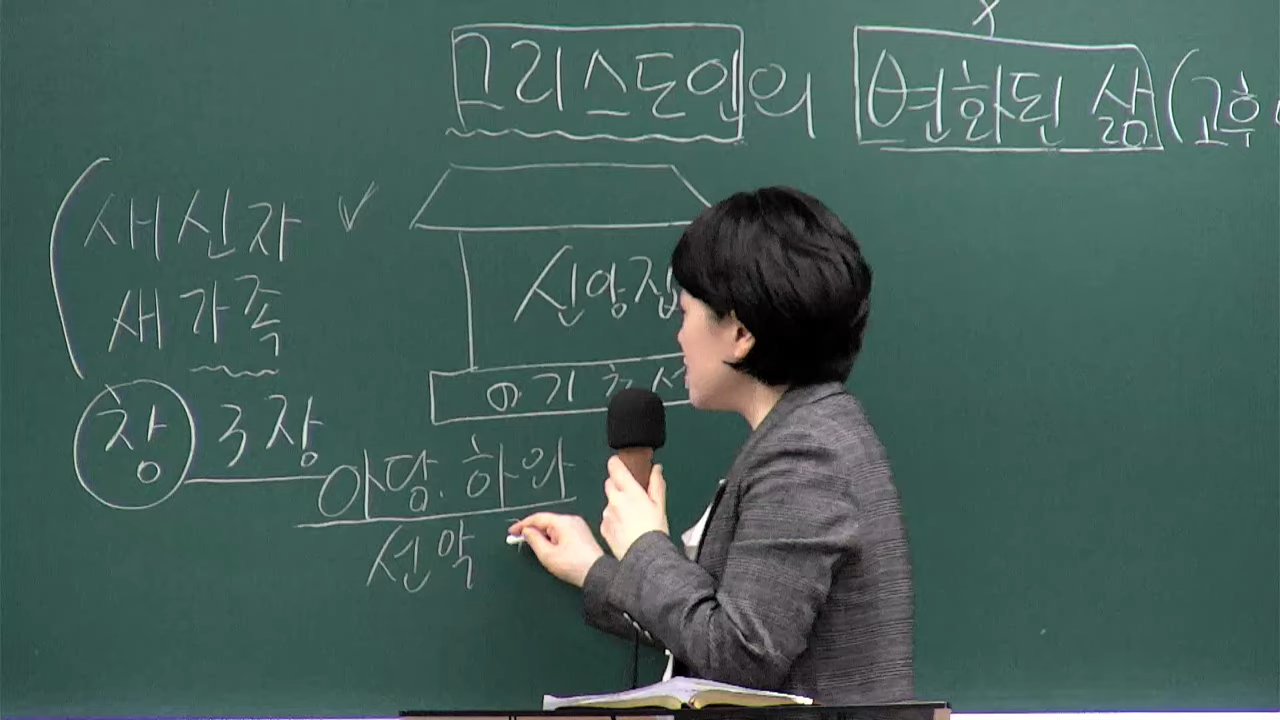 그리스도인의 변화된 삶 (고후
새신자 ✓
새가족
신앙집
창 3장
아담. 하와
선악